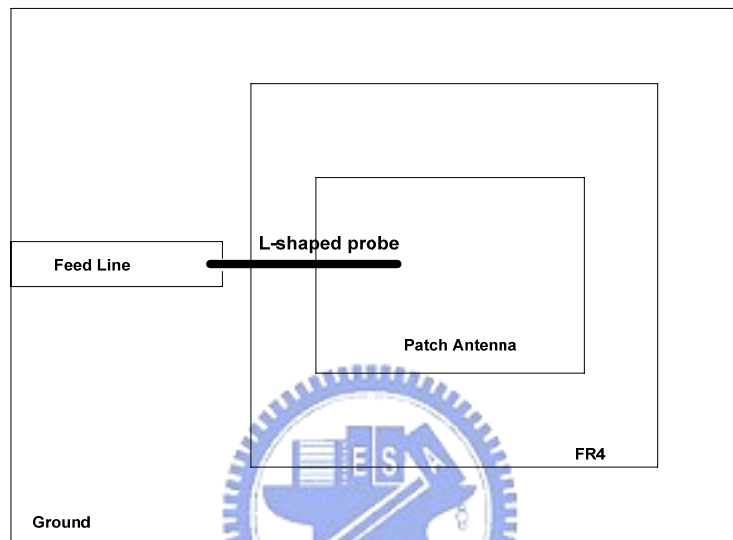 L-shaped probe
Feed Line
Patch Antenna
E S A
FR4
Ground